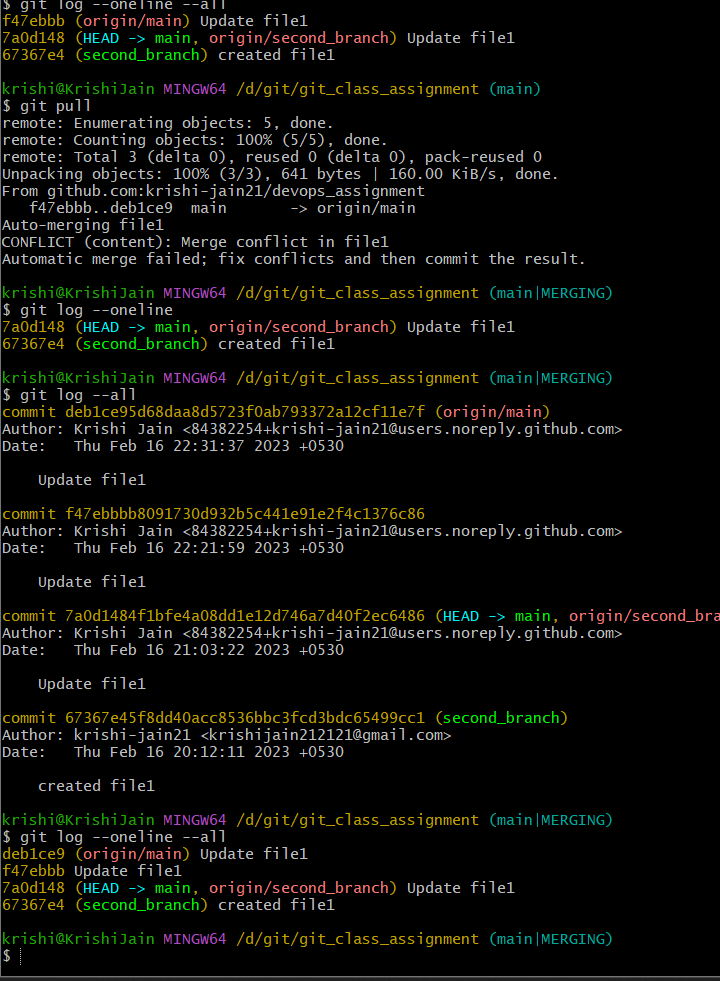 $ git log --oneline --all
f47ebbb (origin/main) Update file1
7a0d148 (HEAD -> main, origin/second_branch) Update file1
67367e4 (second_branch) created file1
krishi@KrishiJain MINGW64 /d/git/git_class_assignment (main)
$ git pull
remote: Enumerating objects: 5, done.
remote: Counting objects: 100% (5/5), done.
remote: Total 3 (delta 0), reused 0 (delta 0), pack-reused 0
Unpacking objects: 100% (3/3), 641 bytes | 160.00 KiB/s, done.
From github.com:krishi-jain21/devops_assignment
   f47ebbb..deb1ce9  main       -> origin/main
Auto-merging file1
CONFLICT (content): Merge conflict in file1
Automatic merge failed; fix conflicts and then commit the result.
krishi@KrishiJain MINGW64 /d/git/git_class_assignment (main|MERGING)
$ git log --oneline
7a0d148 (HEAD -> main, origin/second_branch) Update file1
67367e4 (second_branch) created file1
krishi@KrishiJain MINGW64 /d/git/git_class_assignment (main|MERGING)
$ git log --all
commit deb1ce95d68daa8d5723f0ab793372a12cf11e7f (origin/main)
Author: Krishi Jain <84382254+krishi-jain21@users.noreply.github.com>
Date:   Thu Feb 16 22:31:37 2023 +0530
    Update file1
commit f47ebbbb8091730d932b5c441e91e2f4c1376c86
Author: Krishi Jain <84382254+krishi-jain21@users.noreply.github.com>
Date:   Thu Feb 16 22:21:59 2023 +0530
    Update file1
commit 7a0d1484f1bfe4a08dd1e12d746a7d40f2ec6486 (HEAD -> main, origin/second_bra
Author: Krishi Jain <84382254+krishi-jain21@users.noreply.github.com>
Date:   Thu Feb 16 21:03:22 2023 +0530
    Update file1
commit 67367e45f8dd40acc8536bbc3fcd3bdc65499cc1 (second_branch)
Author: krishi-jain21 <krishijain212121@gmail.com>
Date:   Thu Feb 16 20:12:11 2023 +0530
    created file1
krishi@KrishiJain MINGW64 /d/git/git_class_assignment (main|MERGING)
$ git log --oneline --all
deb1ce9 (origin/main) Update file1
f47ebbb Update file1
7a0d148 (HEAD -> main, origin/second_branch) Update file1
67367e4 (second_branch) created file1
krishi@KrishiJain MINGW64 /d/git/git_class_assignment (main|MERGING)
$